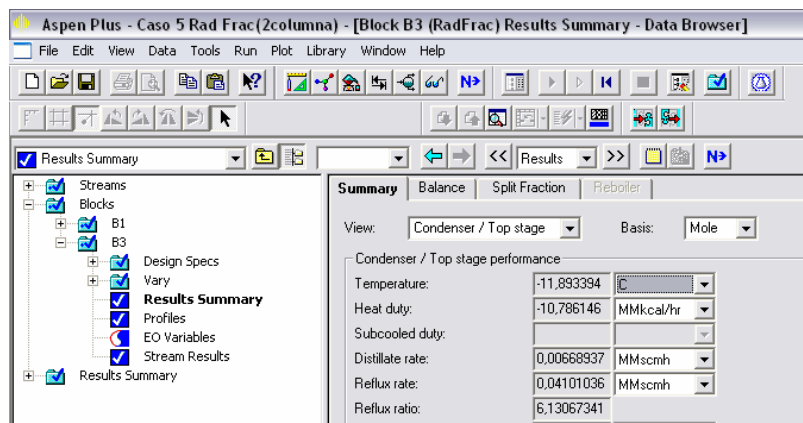 Aspen Plus - Caso 5 Rad Frac(2columna) - [Block B3 (RadFrac) Results Summary - Data Browser]
File Edit View Data Tools Run Plot Library Window Help
N>
Results Summary << Results >> N>
Streams
Blocks
B1
B3
Design Specs
Vary
Results Summary
Profiles
EO Variables
Stream Results
Results Summary
Summary Balance Split Fraction Reboiler
View: Condenser / Top stage Basis: Mole
Condenser / Top stage performance
Temperature: -11,893394 C
Heat duty: -10,786146 MMkcal/hr
Subcooled duty:
Distillate rate: 0,00668937 MMscmh
Reflux rate: 0,04101036 MMscmh
Reflux ratio: 6,13067341